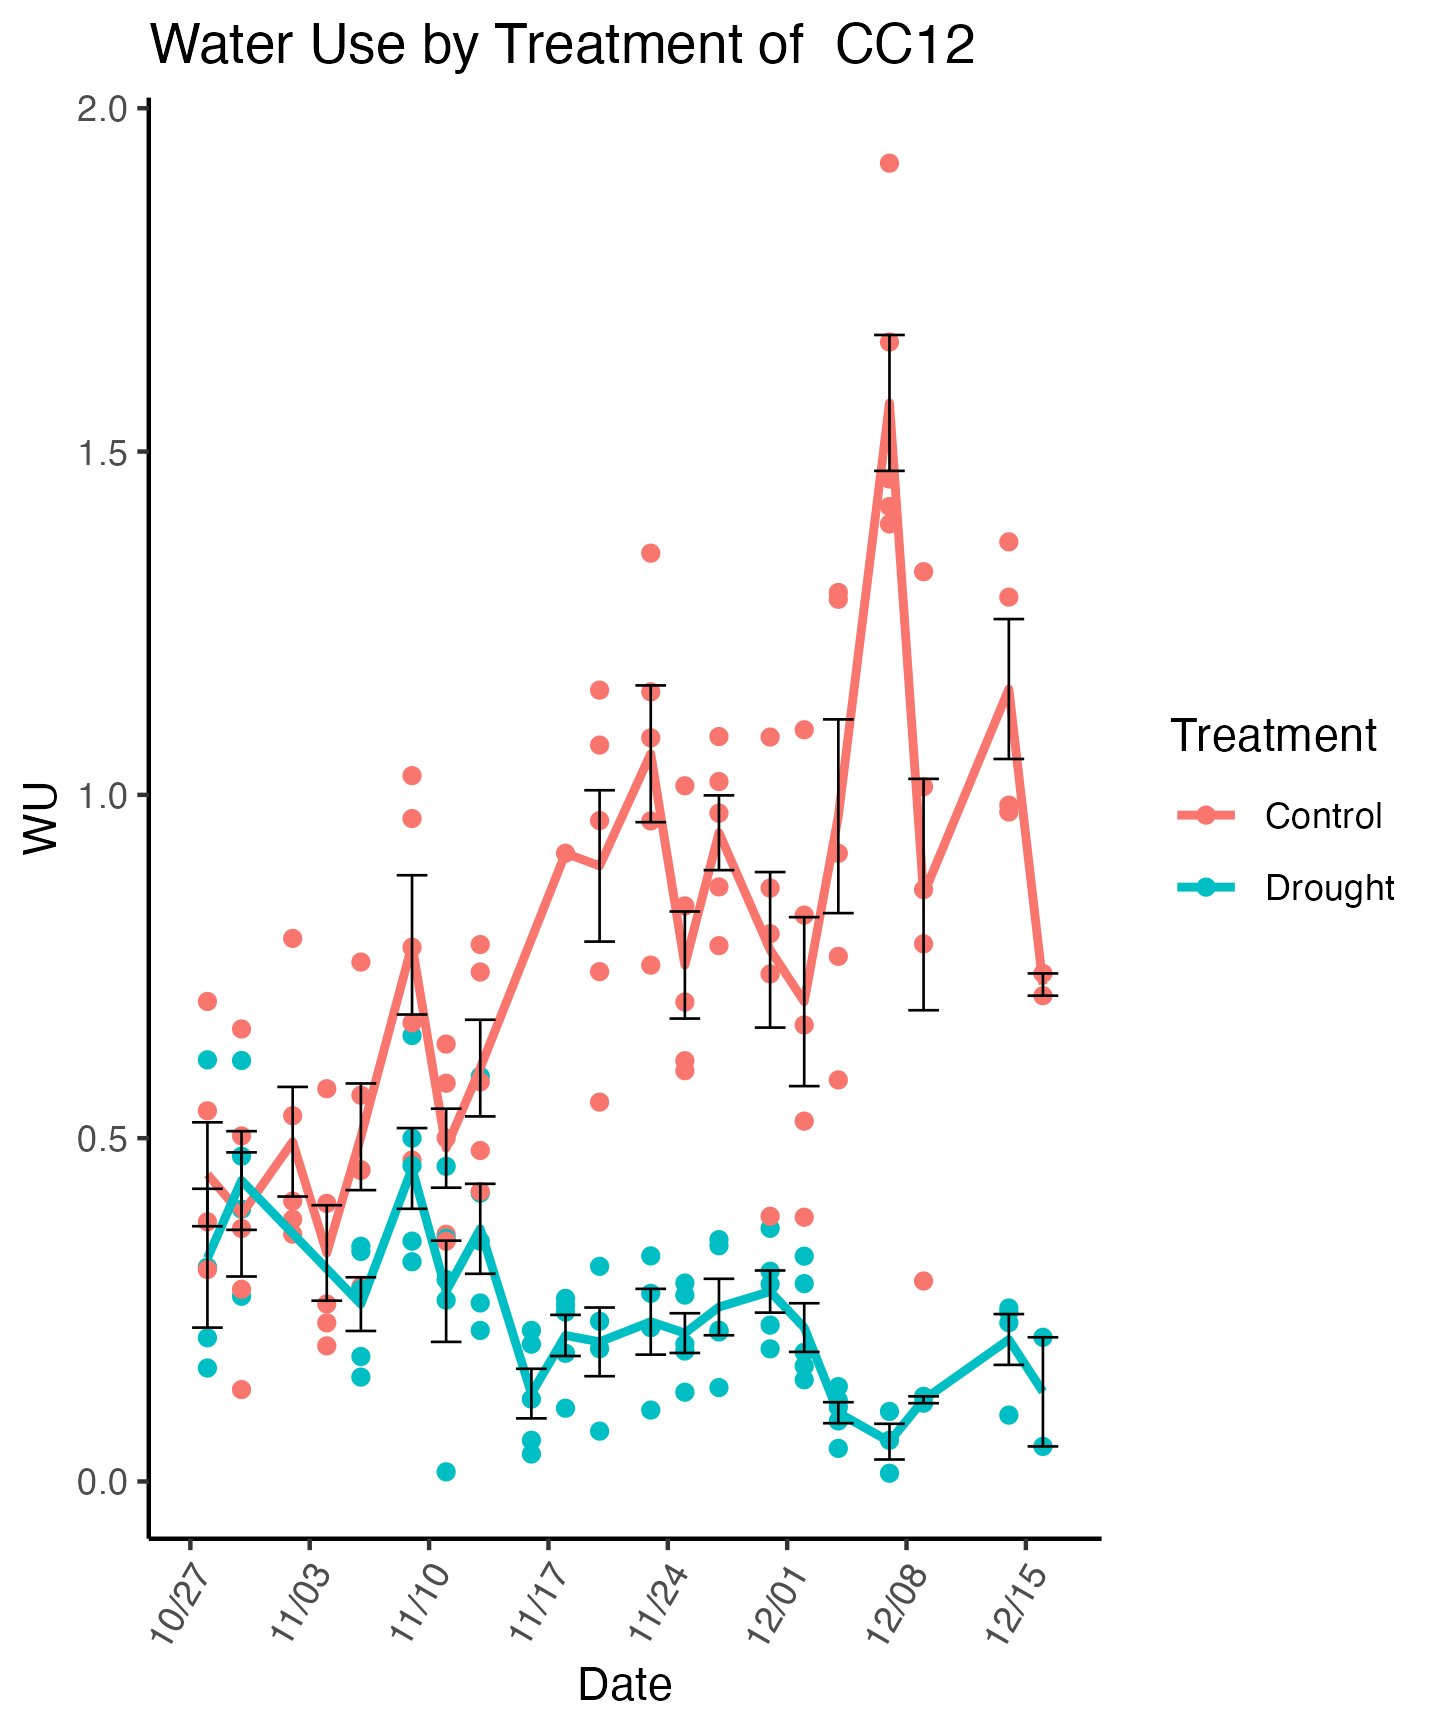 Water Use by Treatment of  CC12
2.0
1.5
1.0
0.5
0.0
WU
10/27
11/03
11/10
11/17
11/24
12/01
12/08
12/15
Date
Treatment
Control
Drought